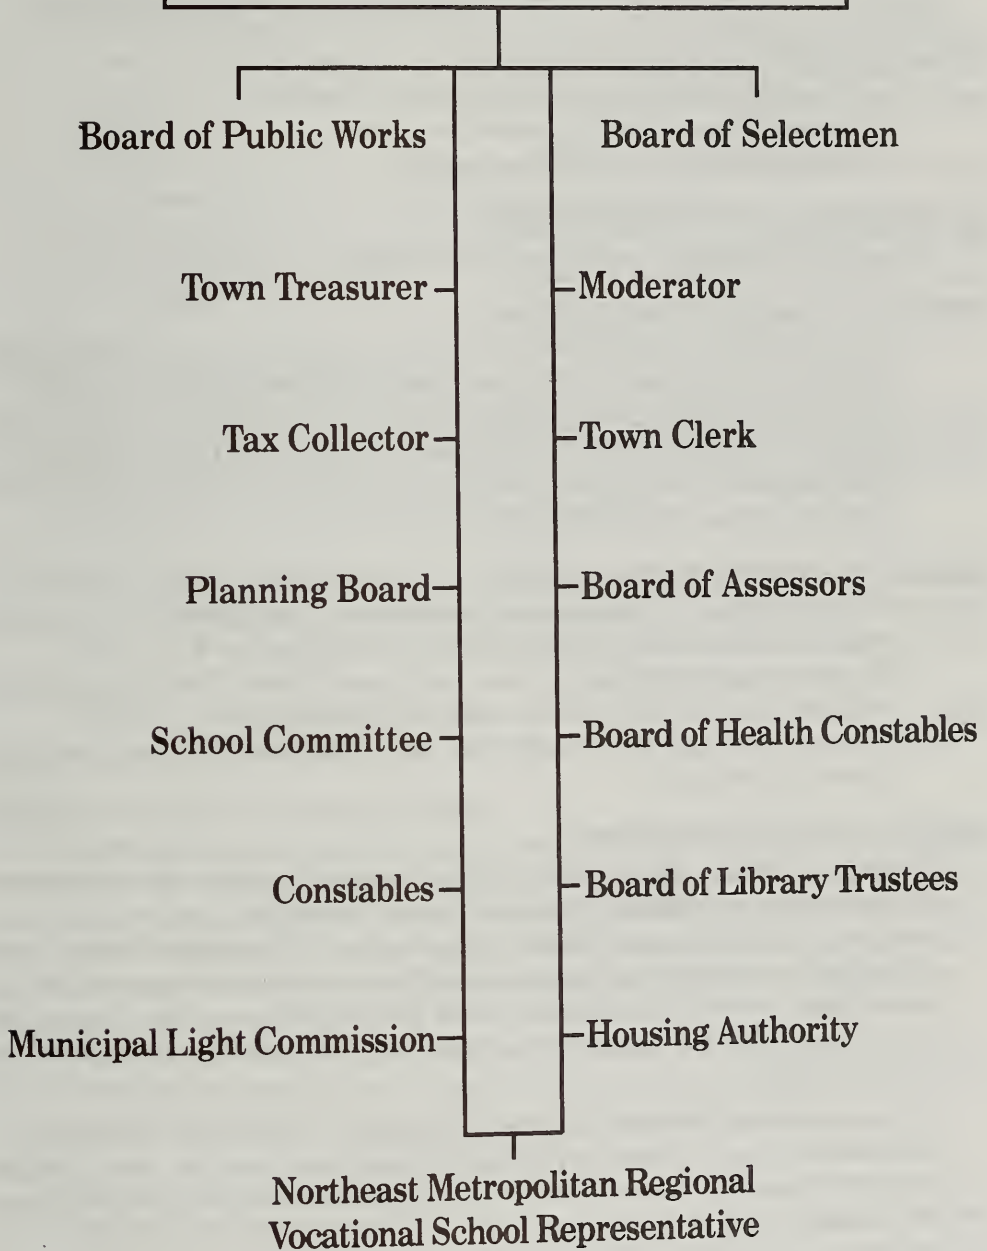 Board of Public Works
Board of Selectmen
Town Treasurer
Moderator
Tax Collector
Town Clerk
Planning Board
Board of Assessors
School Committee
Board of Health Constables
Constables
Board of Library Trustees
Municipal Light Commission
Housing Authority
Northeast Metropolitan Regional
Vocational School Representative